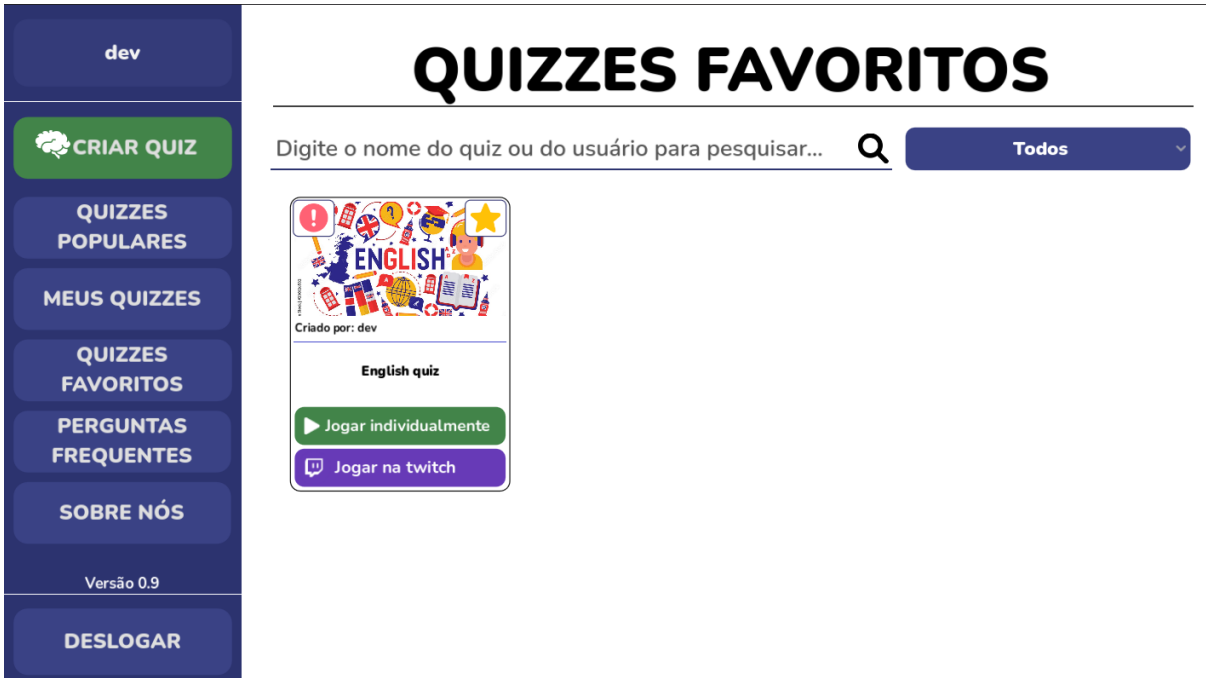 dev
CRIAR QUIZ
QUIZZES
POPULARES
MEUS QUIZZES
QUIZZES
FAVORITOS
PERGUNTAS
FREQUENTES
SOBRE NÓS
Versão 0.9
DESLOGAR
QUIZZES FAVORITOS
Digite o nome do quiz ou do usuário para pesquisar...
Todos
ENGLISH
Criado por: dev
English quiz
Jogar individualmente
Jogar na twitch